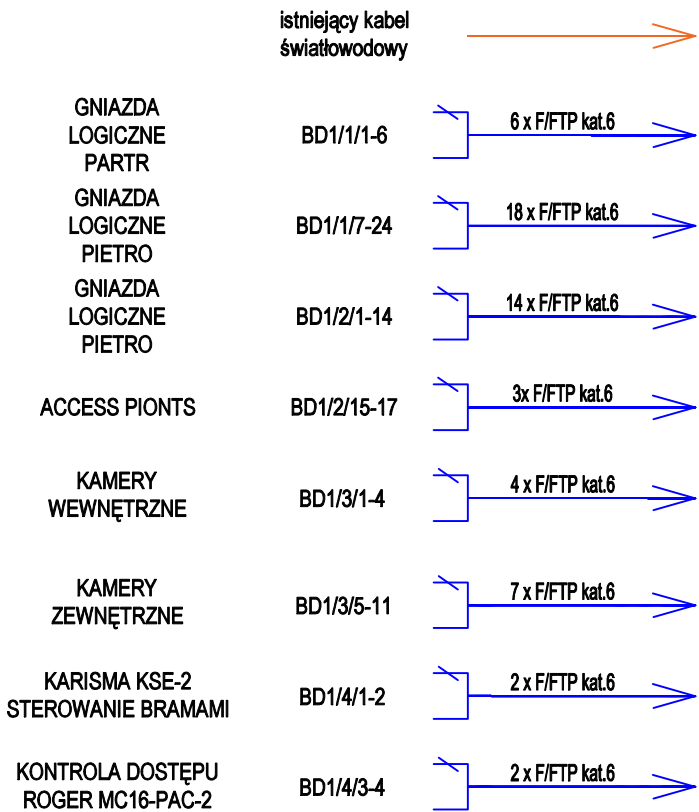 istniejący kabel
światłowodowy
GNIAZDA
LOGICZNE
PARTR
BD1/1/1-6
6 x F/FTP kat.6
GNIAZDA
LOGICZNE
PIETRO
BD1/1/7-24
18 x F/FTP kat.6
GNIAZDA
LOGICZNE
PIETRO
BD1/2/1-14
14 x F/FTP kat.6
ACCESS PIONTS
BD1/2/15-17
3x F/FTP kat.6
KAMERY
WEWNĘTRZNE
BD1/3/1-4
4 x F/FTP kat.6
KAMERY
ZEWNĘTRZNE
BD1/3/5-11
7 x F/FTP kat.6
KARISMA KSE-2
STEROWANIE BRAMAMI
BD1/4/1-2
2 x F/FTP kat.6
KONTROLA DOSTĘPU
ROGER MC16-PAC-2
BD1/4/3-4
2 x F/FTP kat.6